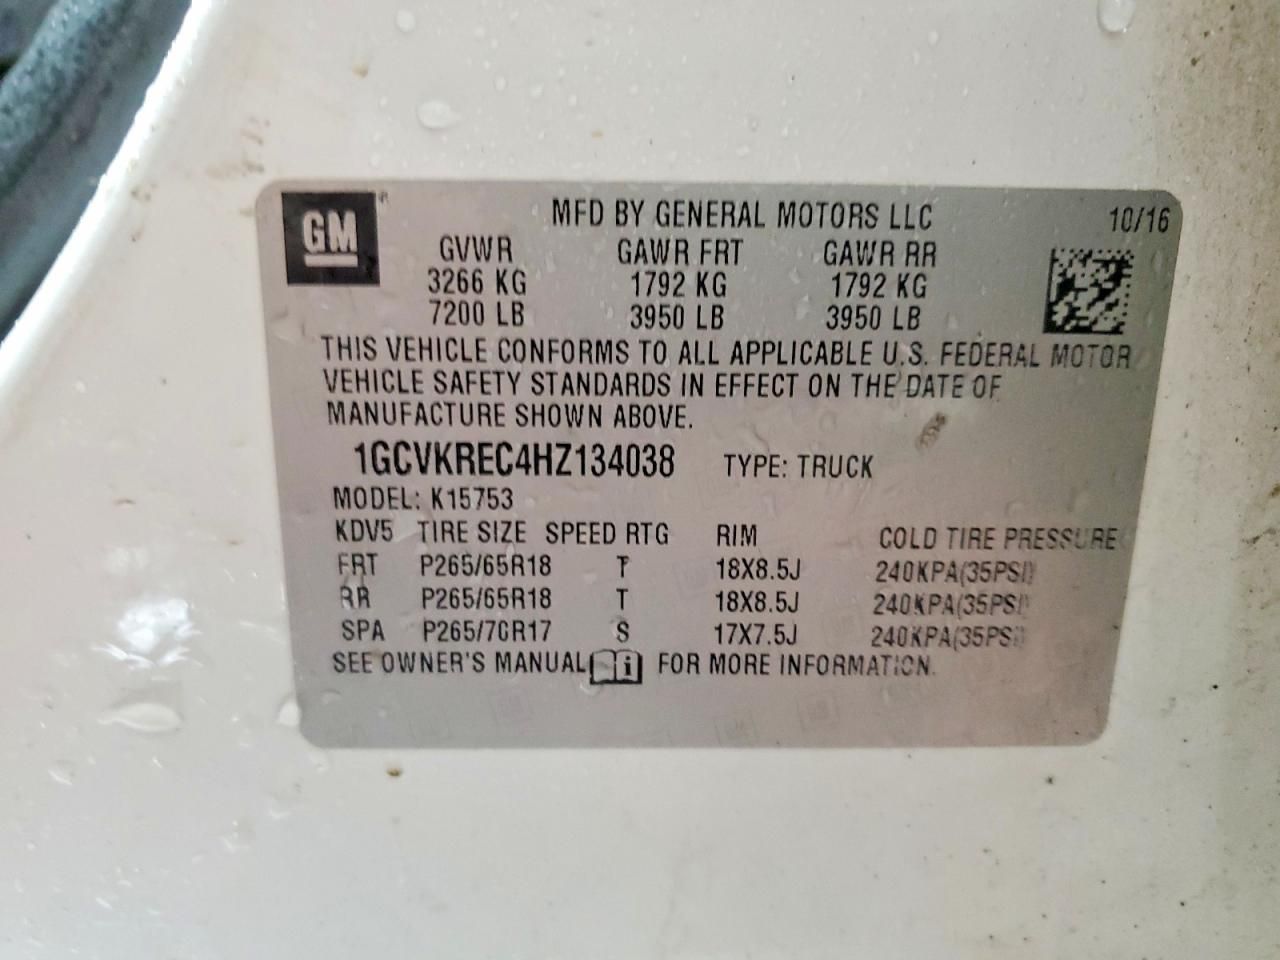 GM
MFD BY GENERAL MOTORS LLC 10/16
GVWR GAWR FRT GAWR RR
3266 KG 1792 KG 1792 KG
7200 LB 3950 LB 3950 LB
THIS VEHICLE CONFORMS TO ALL APPLICABLE U.S. FEDERAL MOTOR
VEHICLE SAFETY STANDARDS IN EFFECT ON THE DATE OF
MANUFACTURE SHOWN ABOVE.
1GCVKREC4HZ134038 TYPE: TRUCK
MODEL: K15753
KDV5 TIRE SIZE SPEED RTG RIM COLD TIRE PRESSURE
FRT P265/65R18 T 18X8.5J 240KPA(35PSI)
RR P265/65R18 T 18X8.5J 240KPA(35PSI)
SPA P265/70R17 S 17X7.5J 240KPA(35PSI)
SEE OWNER'S MANUAL i FOR MORE INFORMATION.